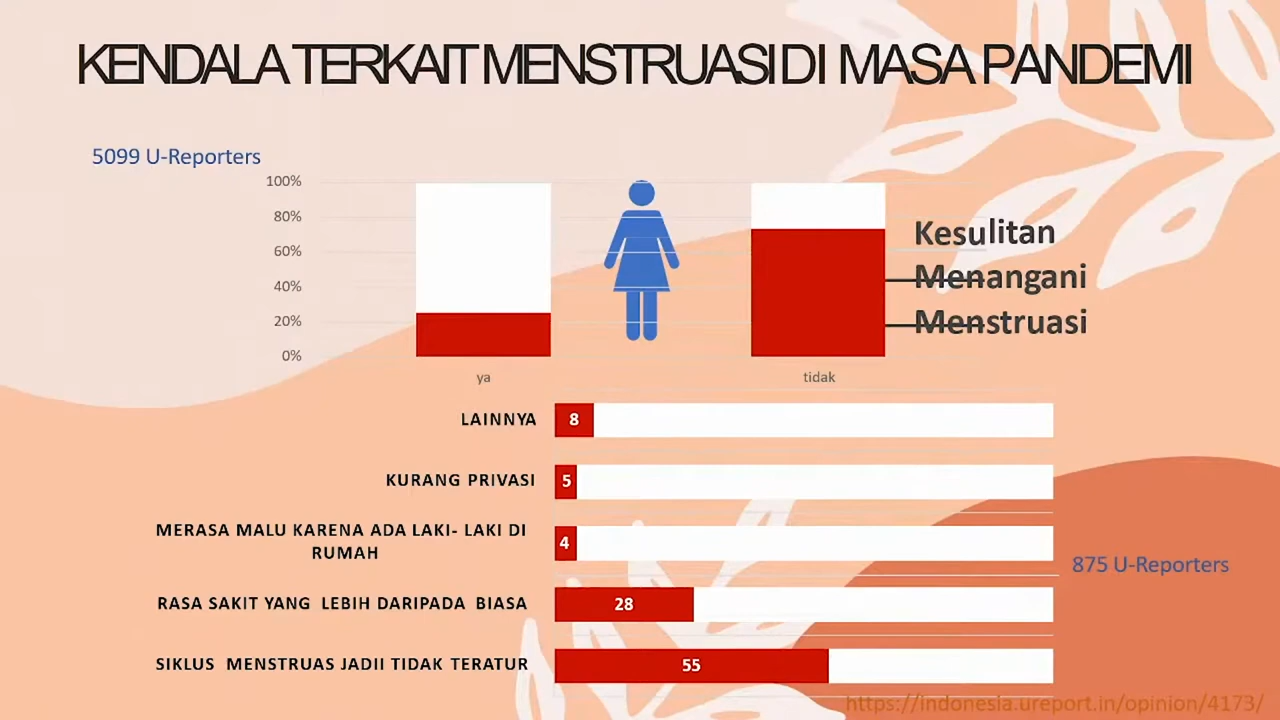 KENDALA TERKAIT MENSTRUASI DI MASA PANDEMI
5099 U-Reporters
100%
80%
60%
40%
20%
0%
ya
tidak
Kesulitan
Menangani
Menstruasi
LAINNYA
8
KURANG PRIVASI
5
MERASA MALU KARENA ADA LAKI- LAKI DI
RUMAH
4
875 U-Reporters
RASA SAKIT YANG LEBIH DARIPADA BIASA
28
SIKLUS MENSTRUAS JADII TIDAK TERATUR
55
https://indonesia.ureport.in/opinion/4173/